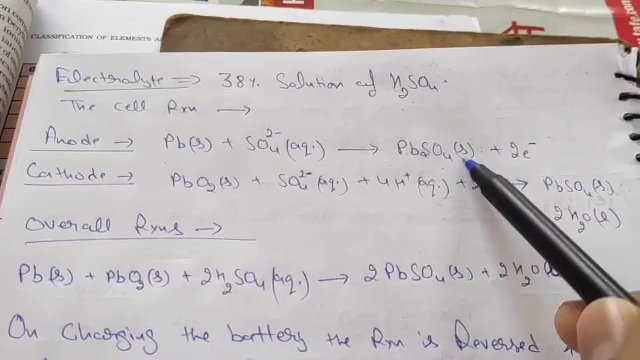 CLASSIFICATION OF ELEMENTS A
Electrolyte ⟹ 38% Solution of H₂SO₄.
The cell Rxn ⟶
Anode → Pb(s) + SO₄²⁻(aq.) ⟶ PbSO₄(s) + 2e⁻
Cathode → PbO₂(s) + SO₄²⁻(aq.) + 4H⁺(aq.) + → PbSO₄(s)
2H₂O(l)
Overall Rxns →
Pb(s) + PbO₂(s) + 2H₂SO₄(aq.) ⟶ 2PbSO₄(s) + 2H₂O
On Charging the battery the Rxn is Reversed